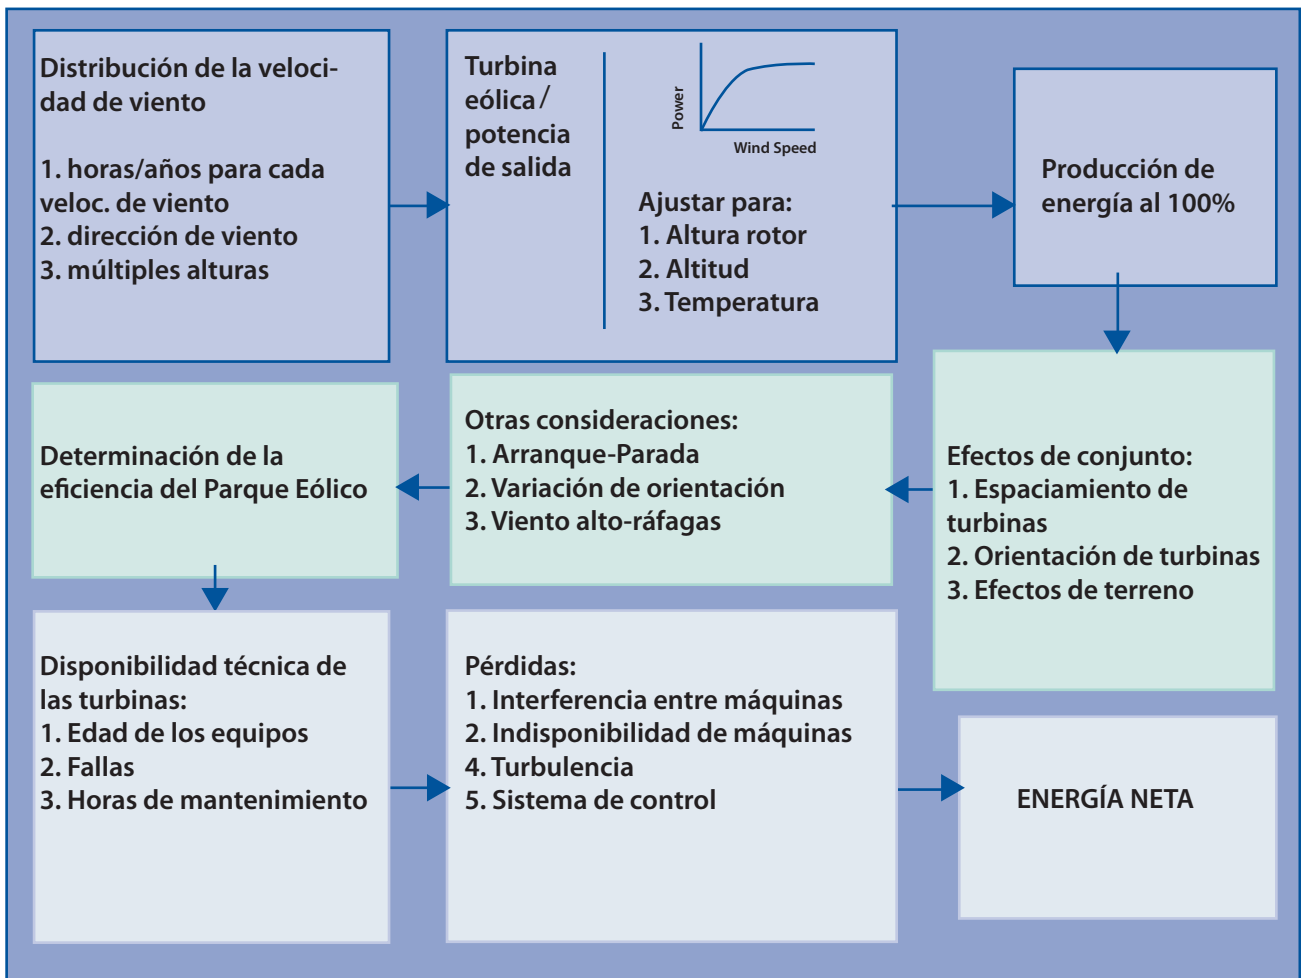 Distribución de la veloci-
dad de viento
1. horas/años para cada
veloc. de viento
2. dirección de viento
3. múltiples alturas
Turbina
eólica/
potencia
de salida
Power
Wind Speed
Ajustar para:
1. Altura rotor
2. Altitud
3. Temperatura
Producción de
energía al 100%
Efectos de conjunto:
1. Espaciamiento de
turbinas
2. Orientación de turbinas
3. Efectos de terreno
Otras consideraciones:
1. Arranque-Parada
2. Variación de orientación
3. Viento alto-ráfagas
Determinación de la
eficiencia del Parque Eólico
Disponibilidad técnica de
las turbinas:
1. Edad de los equipos
2. Fallas
3. Horas de mantenimiento
Pérdidas:
1. Interferencia entre máquinas
2. Indisponibilidad de máquinas
4. Turbulencia
5. Sistema de control
ENERGÍA NETA